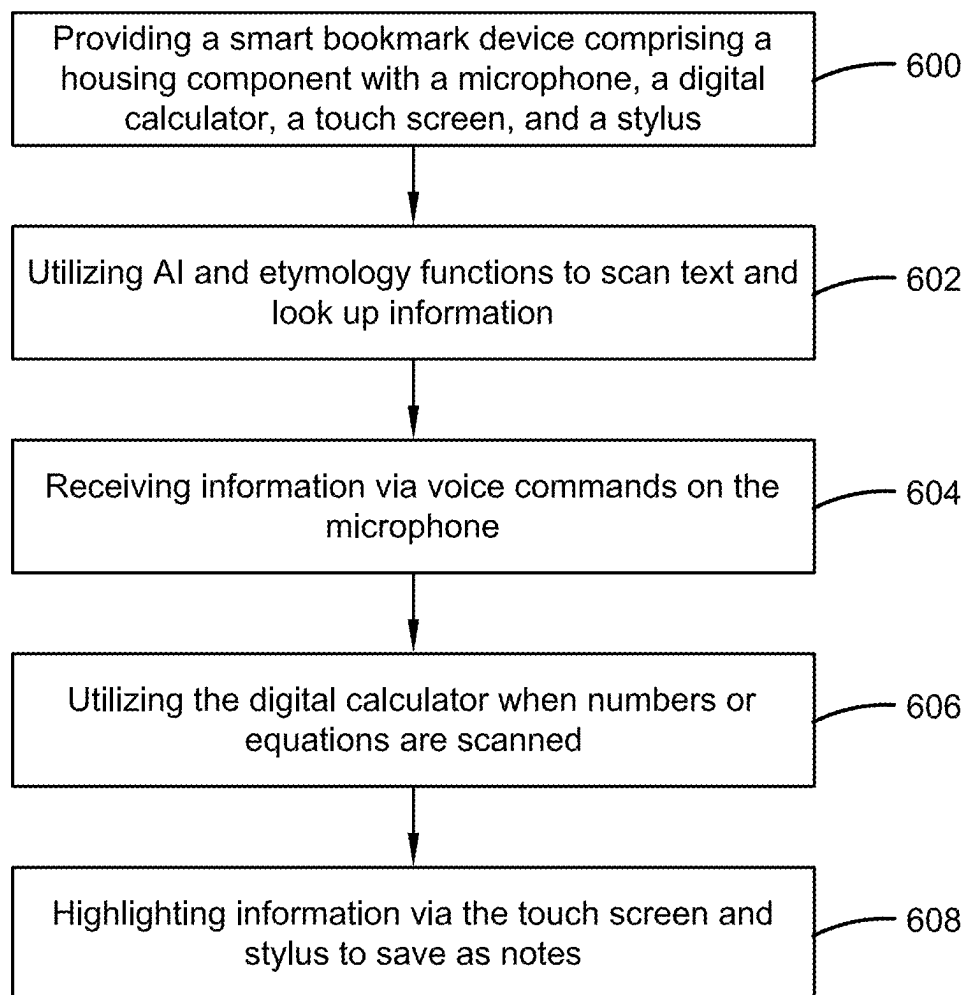 Providing a smart bookmark device comprising a
housing component with a microphone, a digital
calculator, a touch screen, and a stylus
600
Utilizing AI and etymology functions to scan text and
look up information
602
Receiving information via voice commands on the
microphone
604
Utilizing the digital calculator when numbers or
equations are scanned
606
Highlighting information via the touch screen and
stylus to save as notes
608